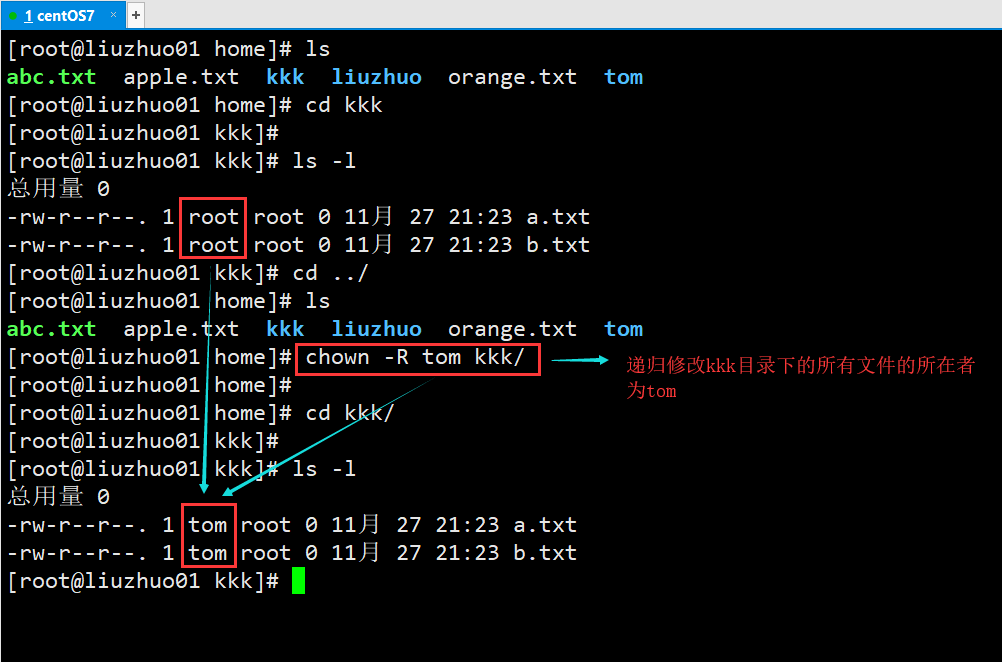 1 centOS7 × +
[root@liuzhuo01 home]# ls
abc.txt apple.txt kkk liuzhuo orange.txt tom
[root@liuzhuo01 home]# cd kkk
[root@liuzhuo01 kkk]#
[root@liuzhuo01 kkk]# ls -l
总用量 0
-rw-r--r--. 1 root root 0 11月 27 21:23 a.txt
-rw-r--r--. 1 root root 0 11月 27 21:23 b.txt
[root@liuzhuo01 kkk]# cd ../
[root@liuzhuo01 home]# ls
abc.txt apple.txt kkk liuzhuo orange.txt tom
[root@liuzhuo01 home]# chown -R tom kkk/
递归修改kkk目录下的所有文件的所在者
为tom
[root@liuzhuo01 home]#
[root@liuzhuo01 home]# cd kkk/
[root@liuzhuo01 kkk]#
[root@liuzhuo01 kkk]# ls -l
总用量 0
-rw-r--r--. 1 tom root 0 11月 27 21:23 a.txt
-rw-r--r--. 1 tom root 0 11月 27 21:23 b.txt
[root@liuzhuo01 kkk]#